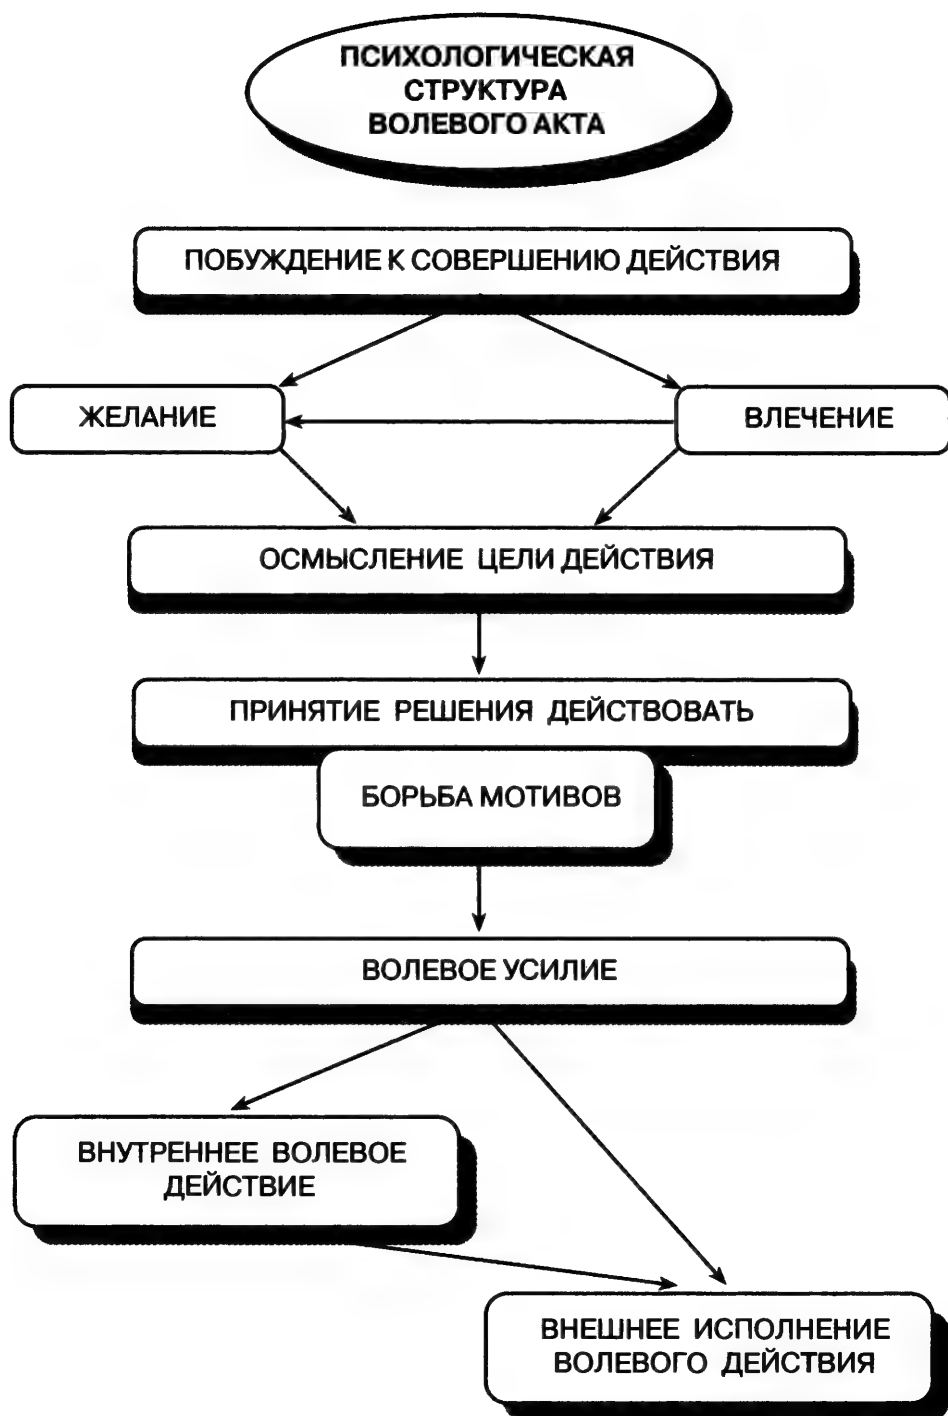 ПСИХОЛОГИЧЕСКАЯ
СТРУКТУРА
ВОЛЕВОГО АКТА
ПОБУЖДЕНИЕ К СОВЕРШЕНИЮ ДЕЙСТВИЯ
ЖЕЛАНИЕ
ВЛЕЧЕНИЕ
ОСМЫСЛЕНИЕ ЦЕЛИ ДЕЙСТВИЯ
ПРИНЯТИЕ РЕШЕНИЯ ДЕЙСТВОВАТЬ
БОРЬБА МОТИВОВ
ВОЛЕВОЕ УСИЛИЕ
ВНУТРЕННЕЕ ВОЛЕВОЕ
ДЕЙСТВИЕ
ВНЕШНЕЕ ИСПОЛНЕНИЕ
ВОЛЕВОГО ДЕЙСТВИЯ